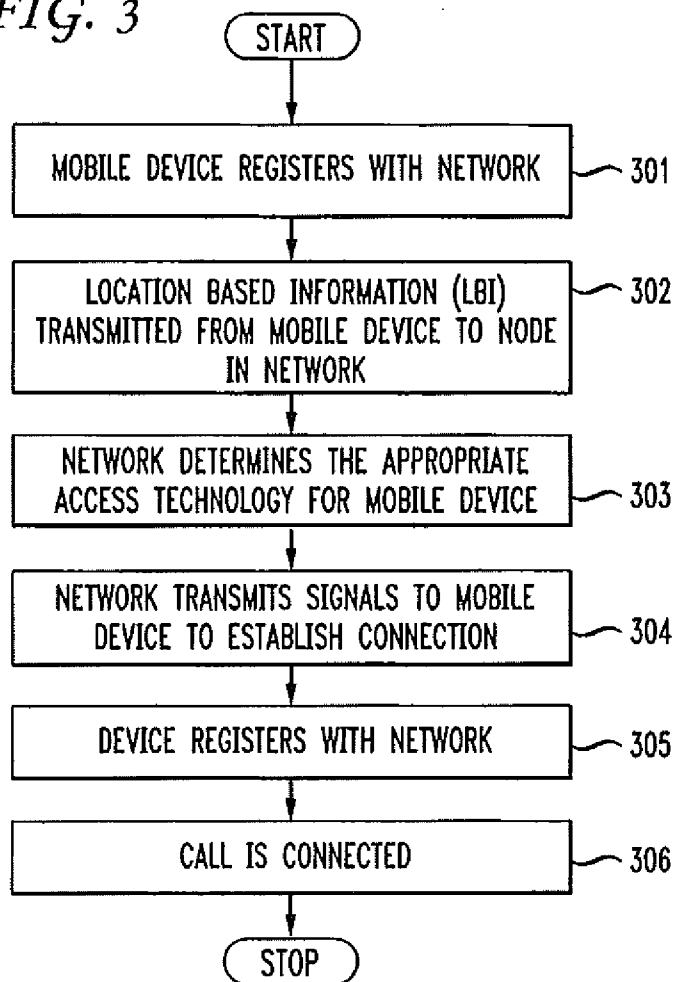 FIG. 3
START
MOBILE DEVICE REGISTERS WITH NETWORK
301
LOCATION BASED INFORMATION (LBI)
TRANSMITTED FROM MOBILE DEVICE TO NODE
IN NETWORK
302
NETWORK DETERMINES THE APPROPRIATE
ACCESS TECHNOLOGY FOR MOBILE DEVICE
303
NETWORK TRANSMITS SIGNALS TO MOBILE
DEVICE TO ESTABLISH CONNECTION
304
DEVICE REGISTERS WITH NETWORK
305
CALL IS CONNECTED
306
STOP